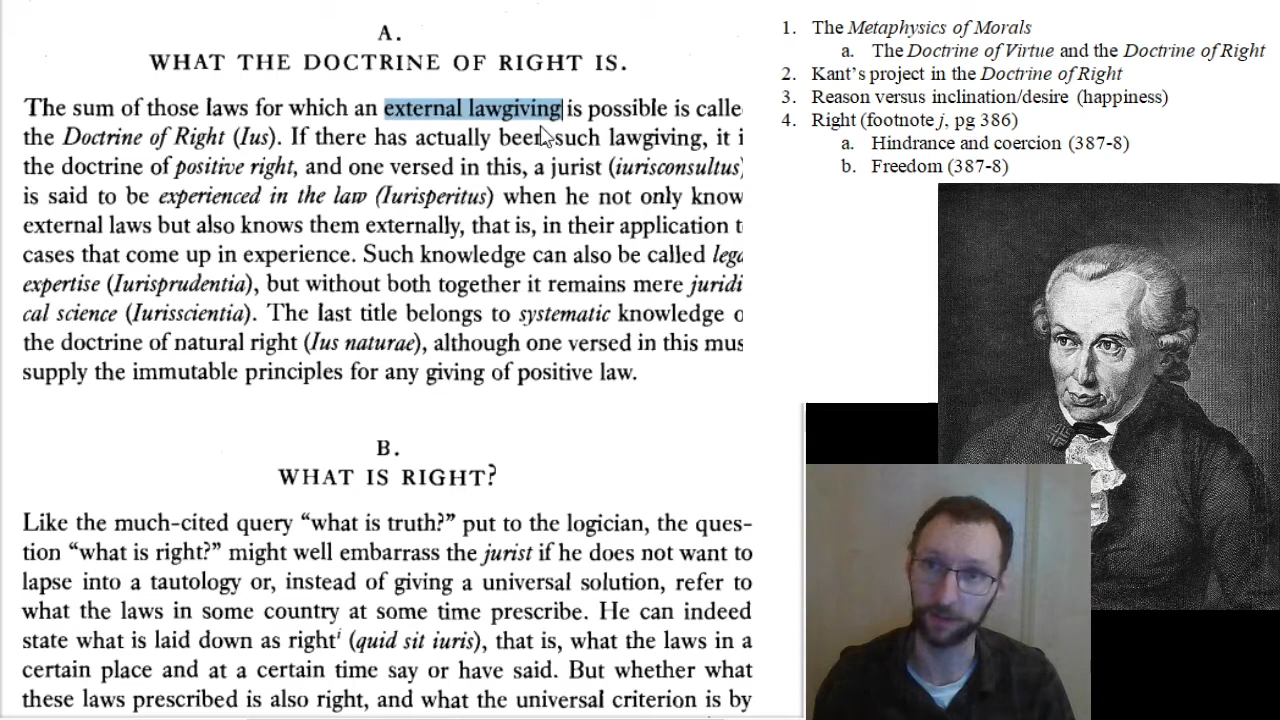 A.
WHAT THE DOCTRINE OF RIGHT IS.
The sum of those laws for which an external lawgiving is possible is calle
the Doctrine of Right (Ius). If there has actually been such lawgiving, it i
the doctrine of positive right, and one versed in this, a jurist (iurisconsultus)
is said to be experienced in the law (Iurisperitus) when he not only know
external laws but also knows them externally, that is, in their application t
cases that come up in experience. Such knowledge can also be called lega
expertise (Iurisprudentia), but without both together it remains mere juridi
cal science (Iurisscientia). The last title belongs to systematic knowledge o
the doctrine of natural right (Ius naturae), although one versed in this mus
supply the immutable principles for any giving of positive law.
B.
WHAT IS RIGHT?
Like the much-cited query "what is truth?" put to the logician, the ques-
tion "what is right?" might well embarrass the jurist if he does not want to
lapse into a tautology or, instead of giving a universal solution, refer to
what the laws in some country at some time prescribe. He can indeed
state what is laid down as right^i (quid sit iuris), that is, what the laws in a
certain place and at a certain time say or have said. But whether what
these laws prescribed is also right, and what the universal criterion is by
1. The Metaphysics of Morals
a. The Doctrine of Virtue and the Doctrine of Right
2. Kant's project in the Doctrine of Right
3. Reason versus inclination/desire (happiness)
4. Right (footnote j, pg 386)
a. Hindrance and coercion (387-8)
b. Freedom (387-8)